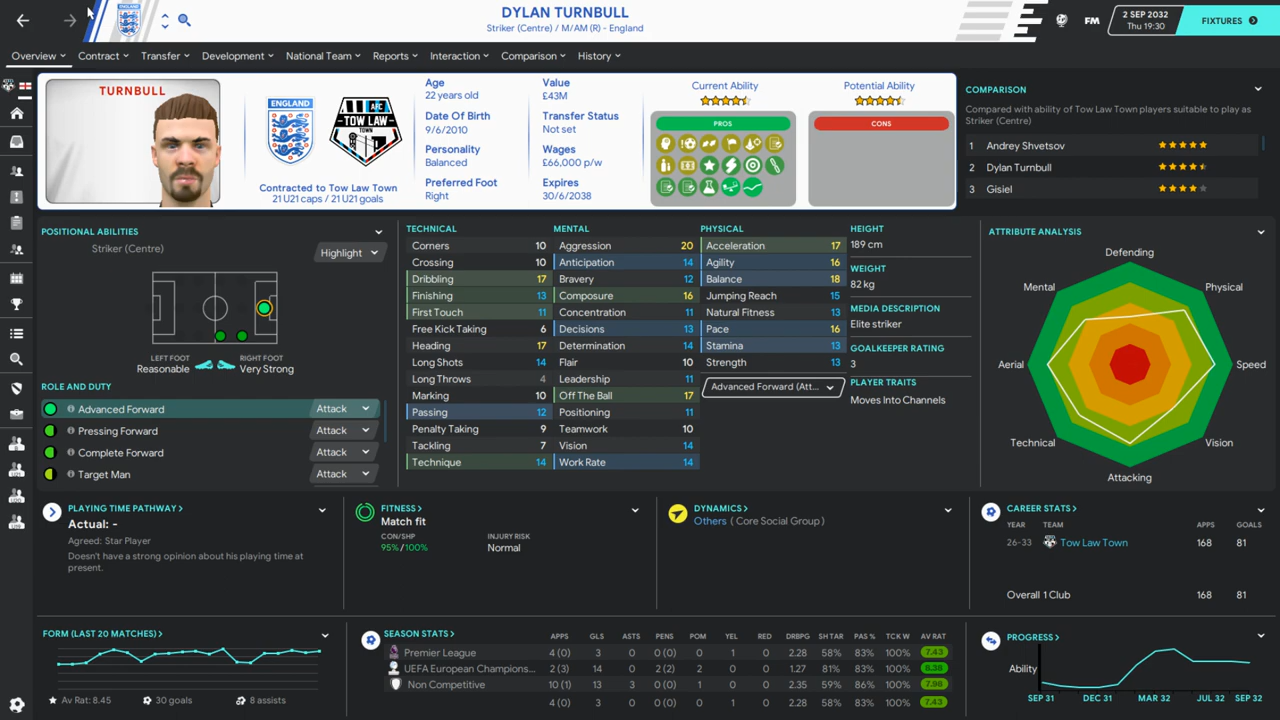 DYLAN TURNBULL
Striker (Centre) / M/AM (R) - England
FM
2 SEP 2032
Thu 19:30
FIXTURES
Overview
Contract
Transfer
Development
National Team
Reports
Interaction
Comparison
History
TURNBULL
ENGLAND
AFC
TOW LAW
TOWN
Contracted to Tow Law Town
21 U21 caps / 21 U21 goals
Age
22 years old
Date Of Birth
9/6/2010
Personality
Balanced
Preferred Foot
Right
Value
£43M
Transfer Status
Not set
Wages
£66,000 p/w
Expires
30/6/2038
Current Ability
PROS
Potential Ability
CONS
COMPARISON
Compared with ability of Tow Law Town players suitable to play as
Striker (Centre)
1 Andrey Shvetsov
2 Dylan Turnbull
3 Gisiel
POSITIONAL ABILITIES
Striker (Centre)
Highlight
LEFT FOOT
Reasonable
RIGHT FOOT
Very Strong
ROLE AND DUTY
Advanced Forward Attack
Pressing Forward Attack
Complete Forward Attack
Target Man Attack
TECHNICAL
Corners 10
Crossing 10
Dribbling 17
Finishing 13
First Touch 11
Free Kick Taking 6
Heading 17
Long Shots 14
Long Throws 4
Marking 10
Passing 12
Penalty Taking 9
Tackling 7
Technique 14
MENTAL
Aggression 20
Anticipation 14
Bravery 12
Composure 16
Concentration 11
Decisions 13
Determination 14
Flair 10
Leadership 11
Off The Ball 17
Positioning 11
Teamwork 10
Vision 14
Work Rate 14
PHYSICAL
Acceleration 17
Agility 16
Balance 18
Jumping Reach 15
Natural Fitness 13
Pace 16
Stamina 13
Strength 13
Advanced Forward (Att...
HEIGHT
189 cm
WEIGHT
82 kg
MEDIA DESCRIPTION
Elite striker
GOALKEEPER RATING
3
PLAYER TRAITS
Moves Into Channels
ATTRIBUTE ANALYSIS
Defending
Mental
Physical
Aerial
Speed
Technical
Vision
Attacking
PLAYING TIME PATHWAY >
Actual: -
Agreed: Star Player
Doesn't have a strong opinion about his playing time at
present.
FITNESS >
Match fit
CON/SHP
95% / 100%
INJURY RISK
Normal
DYNAMICS >
Others ( Core Social Group )
CAREER STATS >
YEAR TEAM APPS GOALS
26-33 Tow Law Town 168 81
Overall 1 Club 168 81
FORM (LAST 20 MATCHES) >
Av Rat: 8.45
30 goals
8 assists
SEASON STATS > APPS GLS ASTS PENS POM YEL RED DRBPG SH TAR PAS % TCK W AV RAT
Premier League 4 (0) 3 0 0 (0) 0 1 2.28 58% 83% 100% 7.43
UEFA European Champions... 2 (3) 14 0 2 (2) 2 1.27 81% 83% 100% 8.38
Non Competitive 10 (1) 13 3 0 (0) 1 0 2.35 59% 86% 100% 7.98
4 (0) 3 0 0 (0) 0 1 2.28 58% 83% 100% 7.43
PROGRESS >
Ability
SEP 31 DEC 31 MAR 32 JUL 32 SEP 32